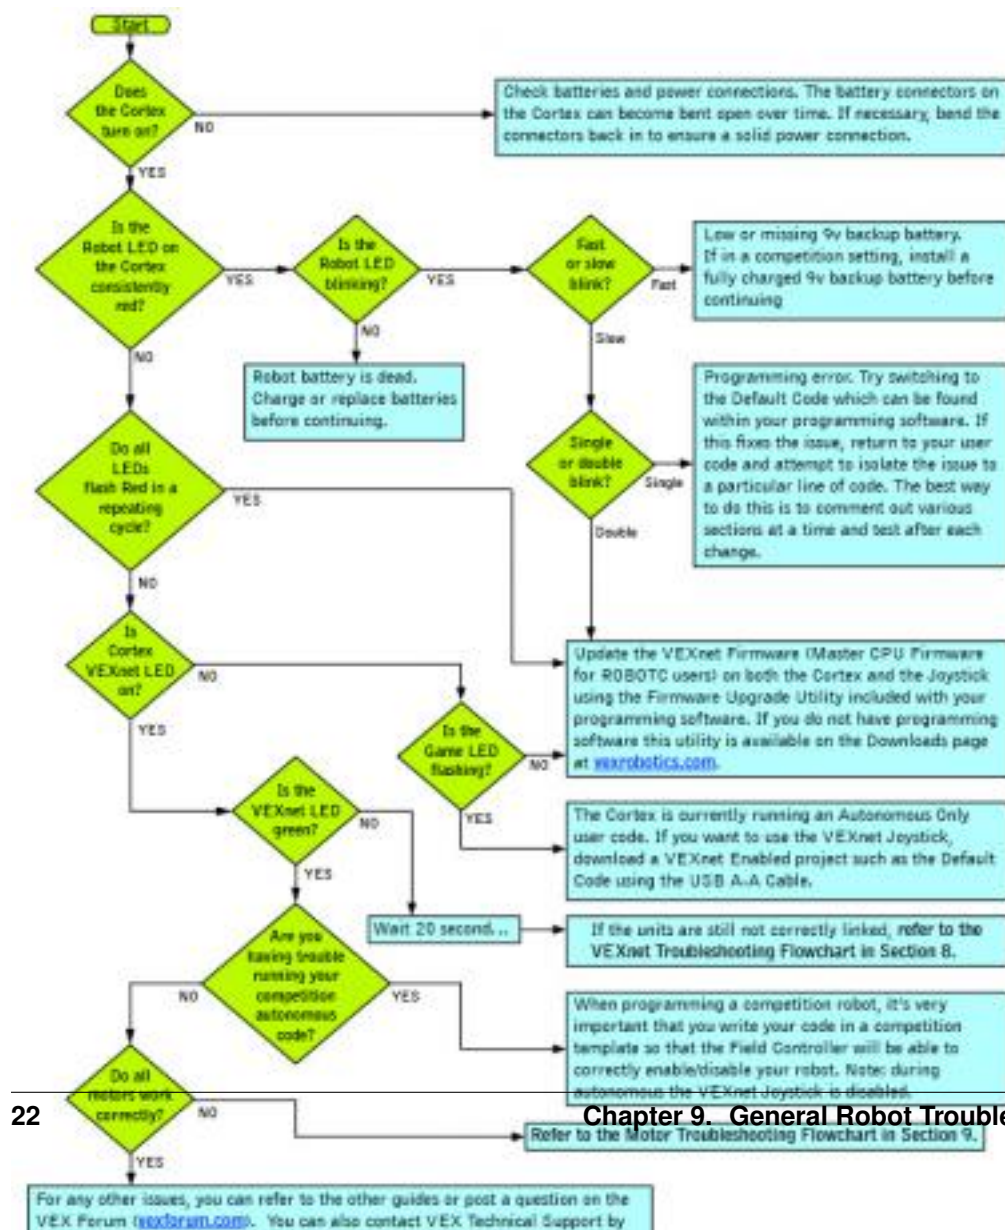 Start
Does
the Cortex
turn on?
NO
Check batteries and power connections. The battery connectors on
the Cortex can become bent open over time. If necessary, bend the
connectors back in to ensure a solid power connection.
YES
Is the
Robot LED on
the Cortex
consistently
red?
YES
Is the
Robot LED
blinking?
YES
Fast
or slow
blink?
Fast
Low or missing 9v backup battery.
If in a competition setting, install a
fully charged 9v backup battery before
continuing
NO
NO
Slow
Robot battery is dead.
Charge or replace batteries
before continuing.
Programming error. Try switching to
the Default Code which can be found
within your programming software. If
this fixes the issue, return to your user
code and attempt to isolate the issue to
a particular line of code. The best way
to do this is to comment out various
sections at a time and test after each
change.
Do all
LEDs
flash Red in a
repeating
cycle?
YES
Single
or double
blink?
Single
Double
NO
Is
Cortex
VEXnet LED
on?
NO
YES
Update the VEXnet Firmware (Master CPU Firmware
for ROBOTC users) on both the Cortex and the Joystick
using the Firmware Upgrade Utility included with your
programming software. If you do not have programming
software this utility is available on the Downloads page
at vexrobotics.com.
Is the
Game LED
flashing?
NO
YES
Is the
VEXnet LED
green?
NO
YES
The Cortex is currently running an Autonomous Only
user code. If you want to use the VEXnet Joystick,
download a VEXnet Enabled project such as the Default
Code using the USB A-A Cable.
Wait 20 second...
If the units are still not correctly linked, refer to the
VEXnet Troubleshooting Flowchart in Section 8.
Are you
having trouble
running your
competition
autonomous
code?
NO
YES
When programming a competition robot, it's very
important that you write your code in a competition
template so that the Field Controller will be able to
correctly enable/disable your robot. Note: during
autonomous the VEXnet Joystick is disabled.
Do all
motors work
correctly?
NO
22
Chapter 9. General Robot Trouble
Refer to the Motor Troubleshooting Flowchart in Section 9.
YES
For any other issues, you can refer to the other guides or post a question on the
VEX Forum (vexforum.com). You can also contact VEX Technical Support by